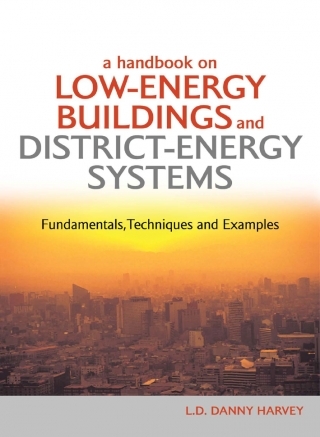 a handbook on
LOW-ENERGY
BUILDINGS and
DISTRICT-ENERGY
SYSTEMS
Fundamentals, Techniques and Examples
L.D. DANNY HARVEY